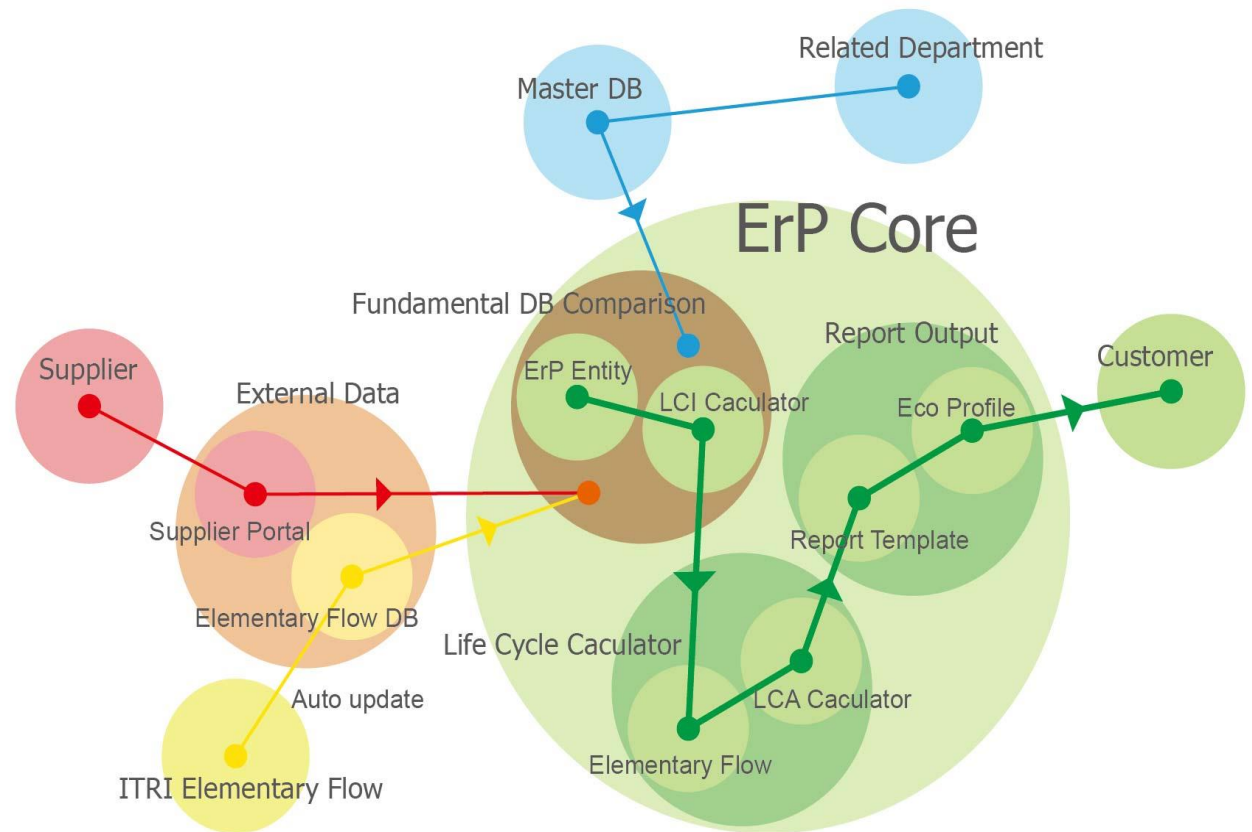 Related Department
Master DB
ErP Core
Fundamental DB Comparison
Report Output
Supplier
ErP Entity
Customer
External Data
LCI Caculator
Eco Profile
Supplier Portal
Report Template
Elementary Flow DB
Life Cycle Caculator
Auto update
LCA Caculator
Elementary Flow
ITRI Elementary Flow